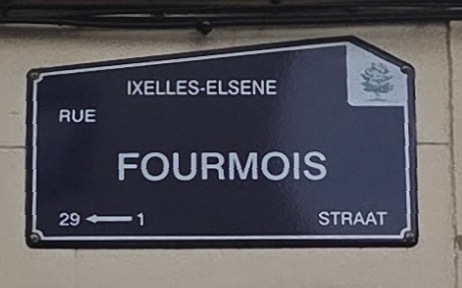 IXELLES-ELSENE
RUE
FOURMOIS
29 ← 1 STRAAT